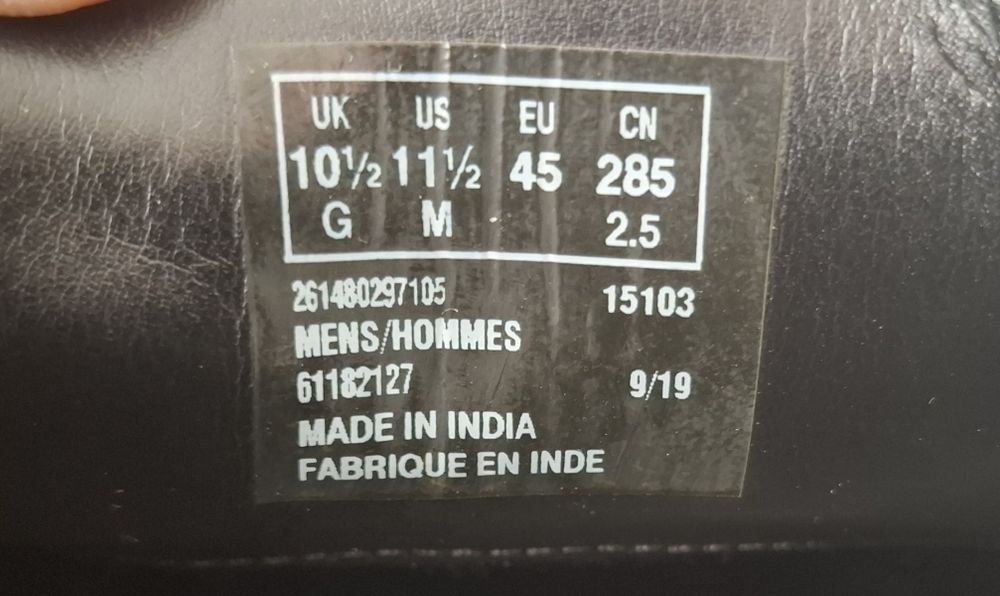 UK US EU CN
10½ 11½ 45 285
G M 2.5
261480297105 15103
MENS/HOMMES
61182127 9/19
MADE IN INDIA
FABRIQUE EN INDE